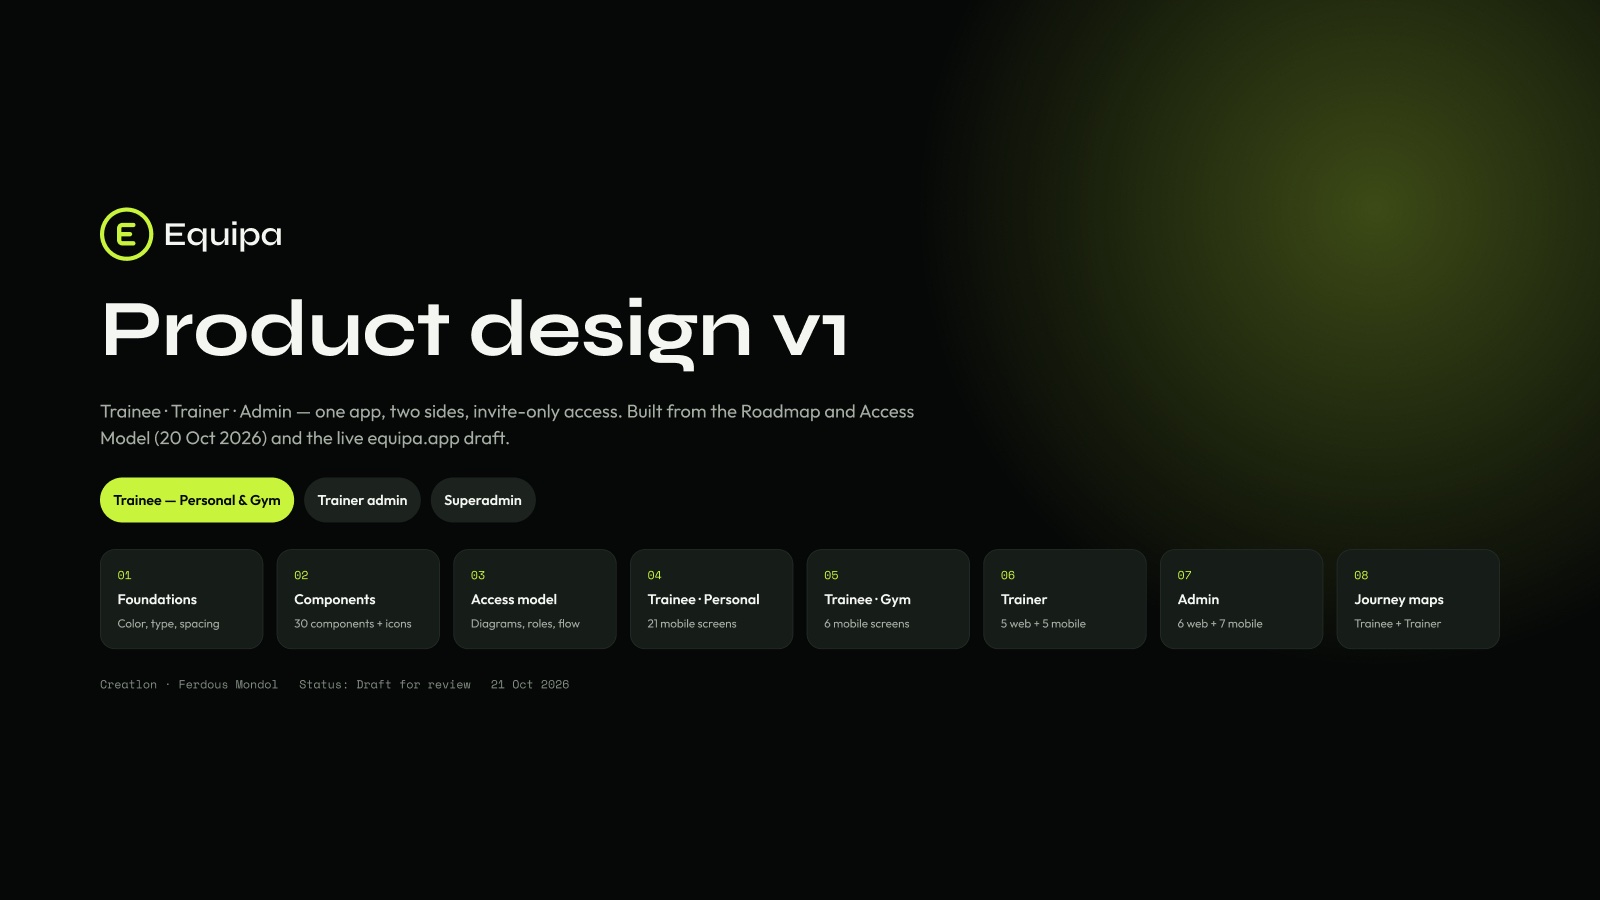 E Equipa
Product design v1
Trainee · Trainer · Admin — one app, two sides, invite-only access. Built from the Roadmap and Access
Model (20 Oct 2026) and the live equipa.app draft.
Trainee — Personal & Gym
Trainer admin
Superadmin
01
Foundations
Color, type, spacing
02
Components
30 components + icons
03
Access model
Diagrams, roles, flow
04
Trainee · Personal
21 mobile screens
05
Trainee · Gym
6 mobile screens
06
Trainer
5 web + 5 mobile
07
Admin
6 web + 7 mobile
08
Journey maps
Trainee + Trainer
Creatlon · Ferdous Mondol Status: Draft for review 21 Oct 2026